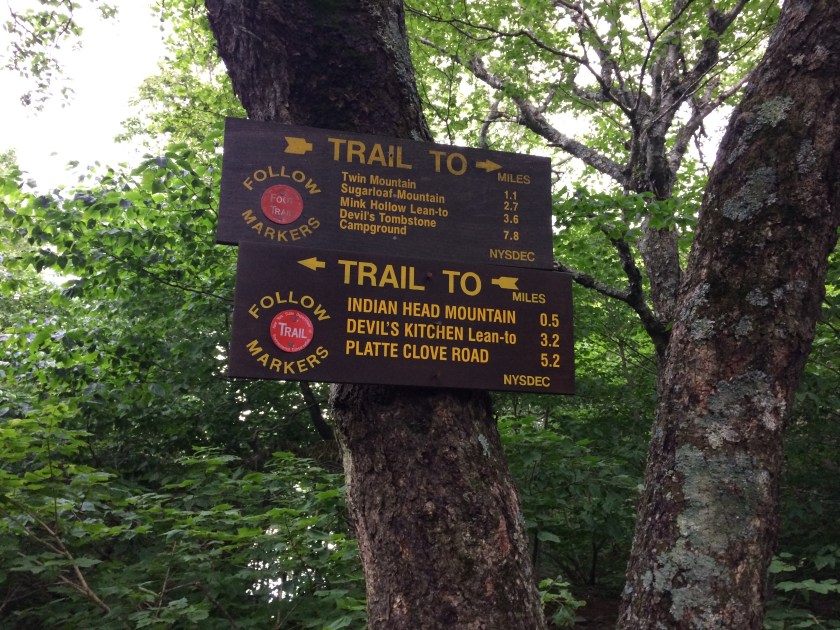 TRAIL TO
MILES
Twin Mountain 1.1
Sugarloaf Mountain 2.7
Mink Hollow Lean-to 3.6
Devil's Tombstone
Campground 7.8
FOLLOW
FOOT
TRAIL
MARKERS
NYSDEC
TRAIL TO
MILES
INDIAN HEAD MOUNTAIN 0.5
DEVIL'S KITCHEN Lean-to 3.2
PLATTE CLOVE ROAD 5.2
FOLLOW
TRAIL
MARKERS
NYSDEC